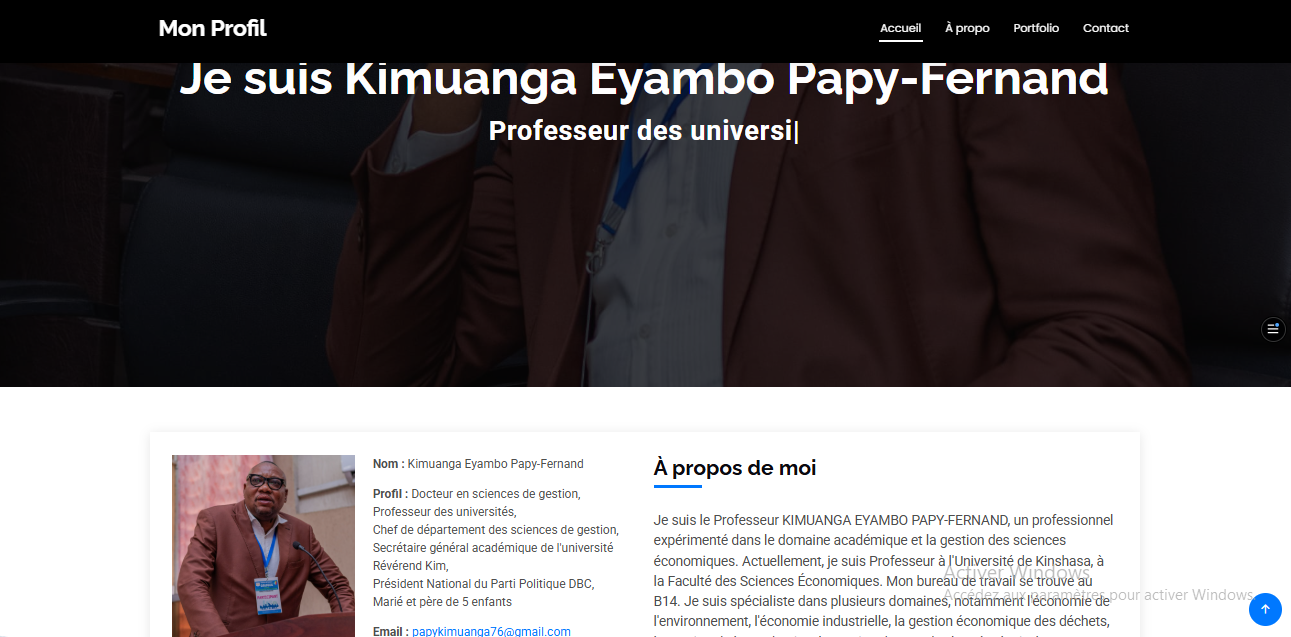 Mon Profil
Accueil
À propo
Portfolio
Contact
Je suis Kimuanga Eyambo Papy-Fernand
Professeur des universi|
Nom : Kimuanga Eyambo Papy-Fernand
Profil : Docteur en sciences de gestion,
Professeur des universités,
Chef de département des sciences de gestion,
Secrétaire général académique de l'université
Révérend Kim,
Président National du Parti Politique DBC,
Marié et père de 5 enfants
Email : papykimuanga76@gmail.com
À propos de moi
Je suis le Professeur KIMUANGA EYAMBO PAPY-FERNAND, un professionnel
expérimenté dans le domaine académique et la gestion des sciences
économiques. Actuellement, je suis Professeur à l'Université de Kinshasa, à
la Faculté des Sciences Économiques. Mon bureau de travail se trouve au
B14. Je suis spécialiste dans plusieurs domaines, notamment l'économie de
l'environnement, l'économie industrielle, la gestion économique des déchets,
Activer Windows
Accédez aux paramètres pour activer Windows.